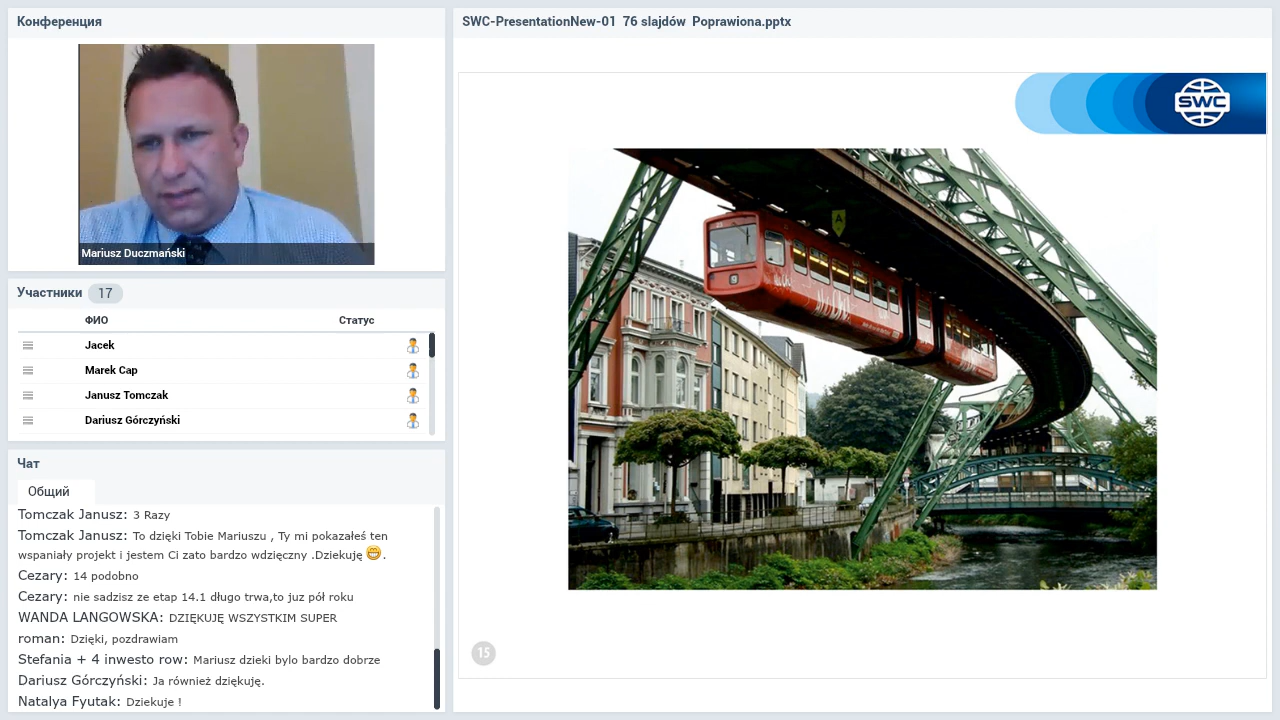 Конференция
Mariusz Duczmański
Участники 17
ФИО Статус
Jacek
Marek Cap
Janusz Tomczak
Dariusz Górczyński
Чат
Общий
Tomczak Janusz: 3 Razy
Tomczak Janusz: To dzięki Tobie Mariuszu , Ty mi pokazałeś ten
wspaniały projekt i jestem Ci zato bardzo wdzięczny .Dziekuję 😁.
Cezary: 14 podobno
Cezary: nie sadzisz ze etap 14.1 długo trwa,to juz pół roku
WANDA LANGOWSKA: DZIĘKUJĘ WSZYSTKIM SUPER
roman: Dzięki, pozdrawiam
Stefania + 4 inwesto row: Mariusz dzieki bylo bardzo dobrze
Dariusz Górczyński: Ja również dziękuję.
Natalya Fyutak: Dziekuje !
SWC-PresentationNew-01 76 slajdów Poprawiona.pptx
SWC
A
15